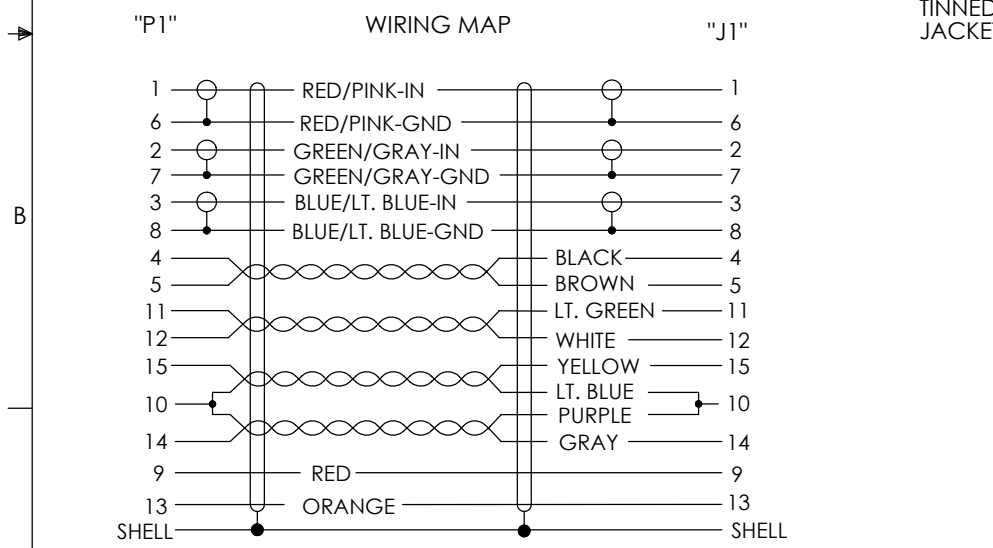 "P1" WIRING MAP "J1"
TINNED
JACKE
1 RED/PINK-IN 1
6 RED/PINK-GND 6
2 GREEN/GRAY-IN 2
7 GREEN/GRAY-GND 7
3 BLUE/LT. BLUE-IN 3
B
8 BLUE/LT. BLUE-GND 8
4 BLACK 4
5 BROWN 5
11 LT. GREEN 11
12 WHITE 12
15 YELLOW 15
LT. BLUE
10 10
PURPLE
14 GRAY 14
9 RED 9
13 ORANGE 13
SHELL SHELL